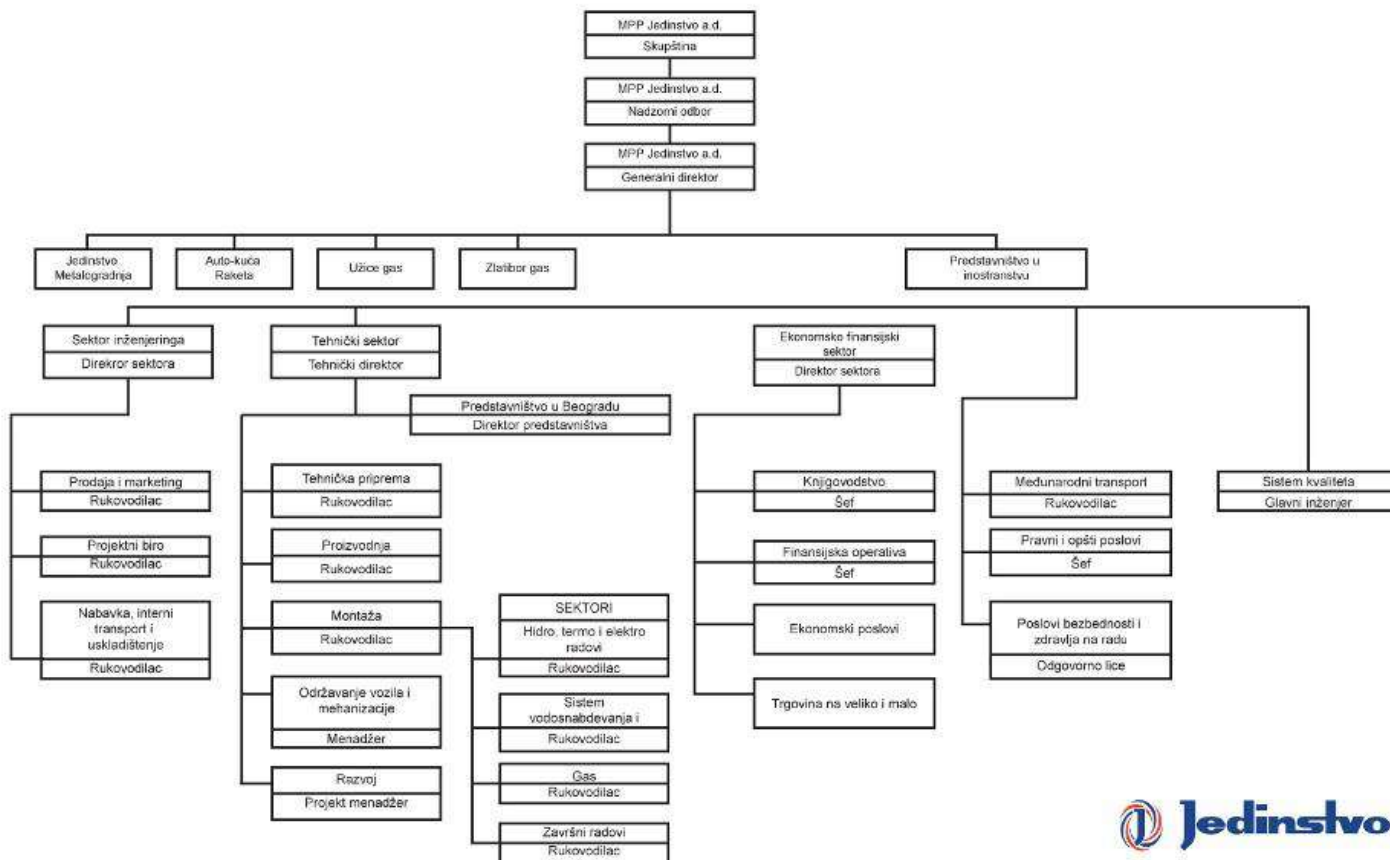 MPP Jedinstvo a.d.
Skupština
MPP Jedinstvo a.d.
Nadzorni odbor
MPP Jedinstvo a.d.
Generalni direktor
Jedinstvo
Metalogradnja
Auto-kuća
Raketa
Užice gas
Zlatibor gas
Predstavništvo u
inostranstvu
Sektor inženjeringa
Direkror sektora
Tehnički sektor
Tehnički direktor
Ekonomsko finansijski
sektor
Direktor sektora
Predstavništvo u Beogradu
Direktor predstavništva
Prodaja i marketing
Rukovodilac
Projektni biro
Rukovodilac
Nabavka, interni
transport i
uskladištenje
Rukovodilac
Tehnička priprema
Rukovodilac
Proizvodnja
Rukovodilac
Montaža
Rukovodilac
Održavanje vozila i
mehanizacije
Menadžer
Razvoj
Projekt menadžer
SEKTORI
Hidro, termo i elektro
radovi
Rukovodilac
Sistem
vodosnabdevanja i
Rukovodilac
Gas
Rukovodilac
Završni radovi
Rukovodilac
Knjigovodstvo
Šef
Finansijska operativa
Šef
Ekonomski poslovi
Trgovina na veliko i malo
Međunarodni transport
Rukovodilac
Pravni i opšti poslovi
Šef
Poslovi bezbednosti i
zdravlja na radu
Odgovorno lice
Sistem kvaliteta
Glavni inženjer
Jedinstvo